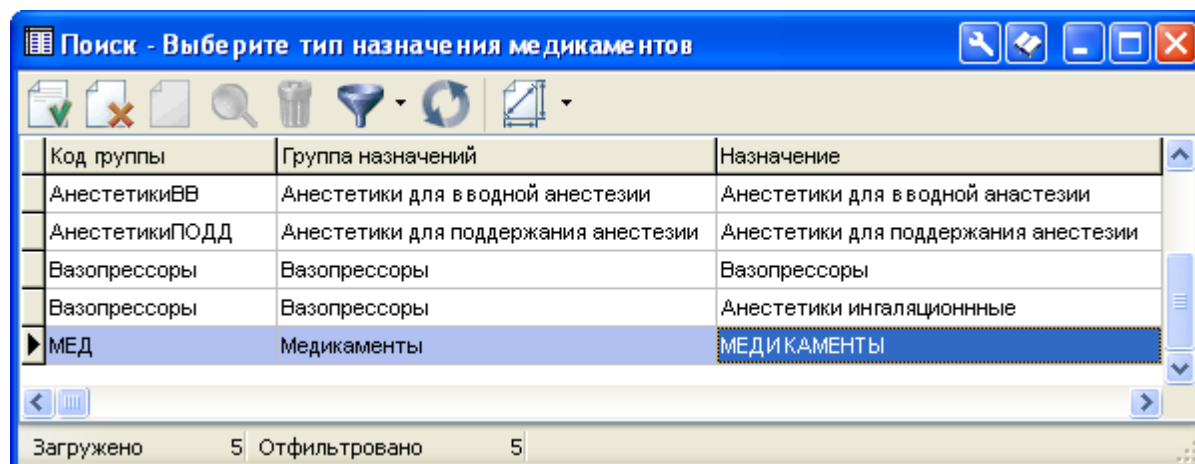 Поиск - Выберите тип назначения медикаментов
Код группы Группа назначений Назначение
АнестетикиВВ Анестетики для вводной анестезии Анестетики для вводной анастезии
АнестетикиПОДД Анестетики для поддержания анестезии Анестетики для поддержания анестезии
Вазопрессоры Вазопрессоры Вазопрессоры
Вазопрессоры Вазопрессоры Анестетики ингаляционнные
МЕД Медикаменты МЕДИКАМЕНТЫ
Загружено 5 Отфильтровано 5